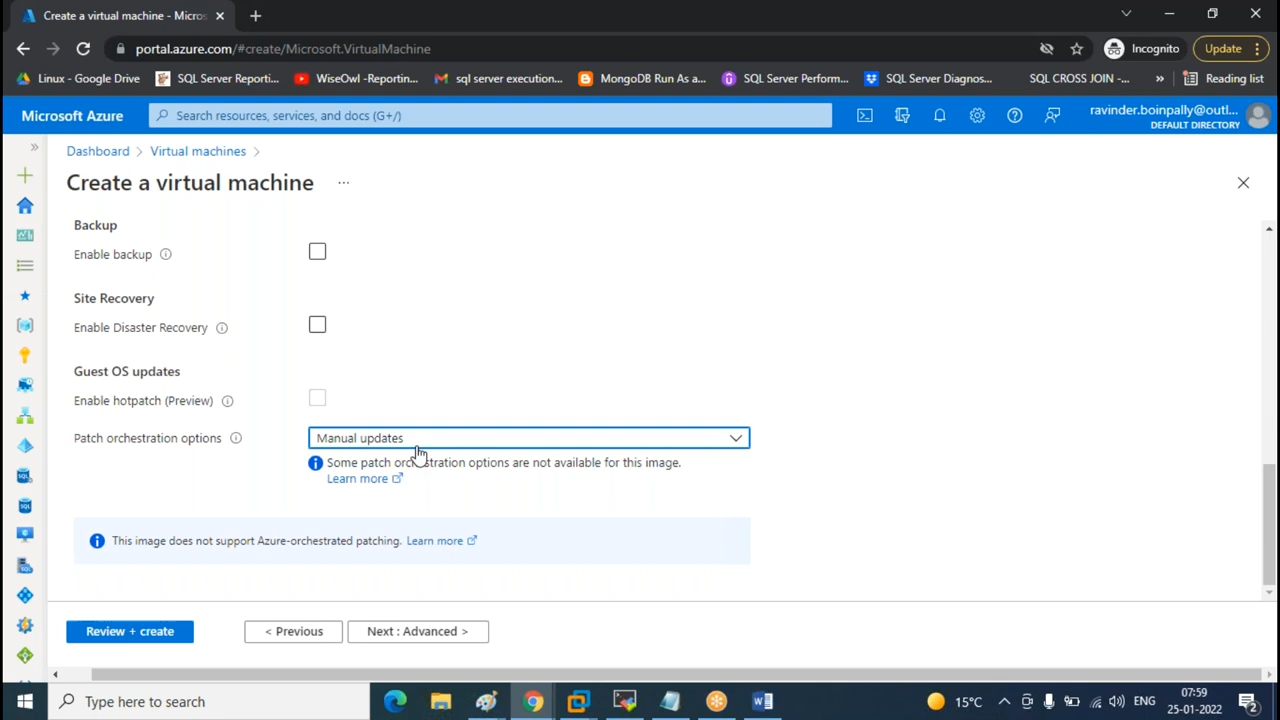 Create a virtual machine - Micros
portal.azure.com/#create/Microsoft.VirtualMachine
Incognito
Update
Linux - Google Drive
SQL Server Reporti...
WiseOwl -Reportin...
sql server execution...
MongoDB Run As a...
SQL Server Perform...
SQL Server Diagnos...
SQL CROSS JOIN -...
»
Reading list
Microsoft Azure
Search resources, services, and docs (G+/)
ravinder.boinpally@outl...
DEFAULT DIRECTORY
Dashboard > Virtual machines >
Create a virtual machine ...
Backup
Enable backup
Site Recovery
Enable Disaster Recovery
Guest OS updates
Enable hotpatch (Preview)
Patch orchestration options
Manual updates
Some patch orchestration options are not available for this image.
Learn more
This image does not support Azure-orchestrated patching. Learn more
Review + create
< Previous
Next : Advanced >
Type here to search
15°C
ENG
07:59
25-01-2022
2